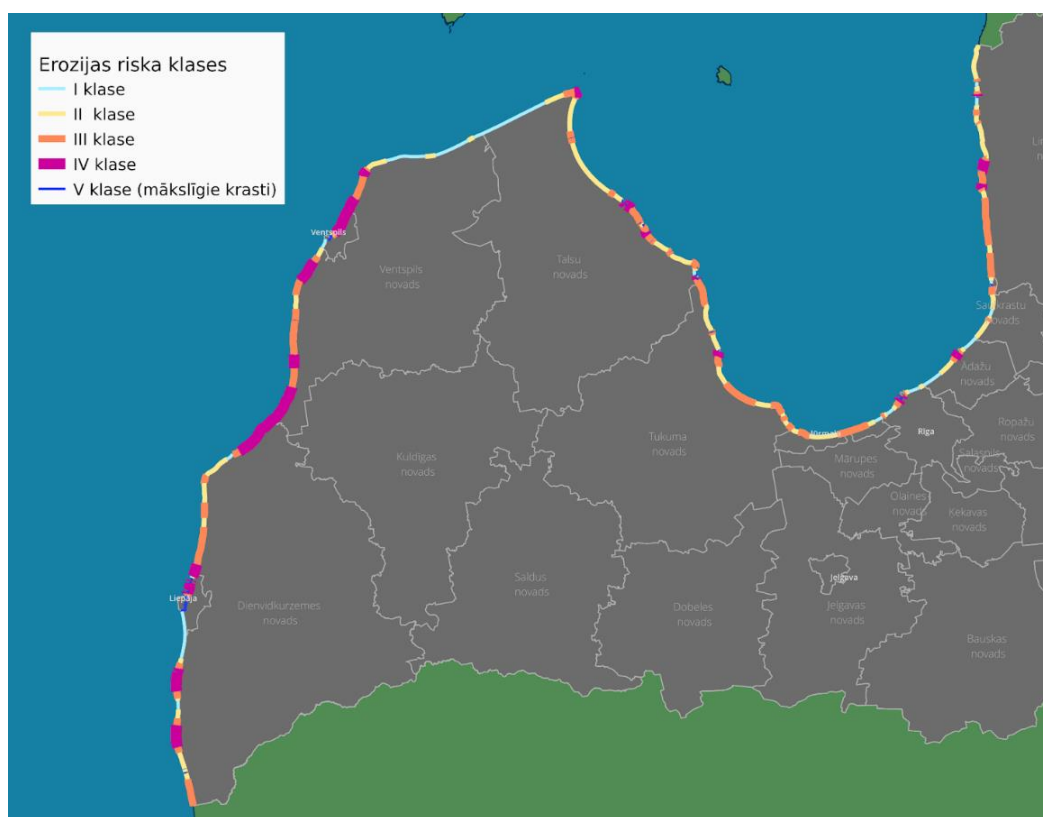 Erozijas riska klases
I klase
II klase
III klase
IV klase
V klase (mākslīgie krasti)
Ventspils
Ventspils
novads
Talsu
novads
Saulkrastu
novads
Ādažu
novads
Rīga
Ropažu
novads
Salaspils
novads
Mārupes
novads
Olaines
novads
Ķekavas
novads
Tukuma
novads
Kuldīgas
novads
Liepāja
Dienvidkurzemes
novads
Saldus
novads
Dobeles
novads
Jelgava
Jelgavas
novads
Bauskas
novads